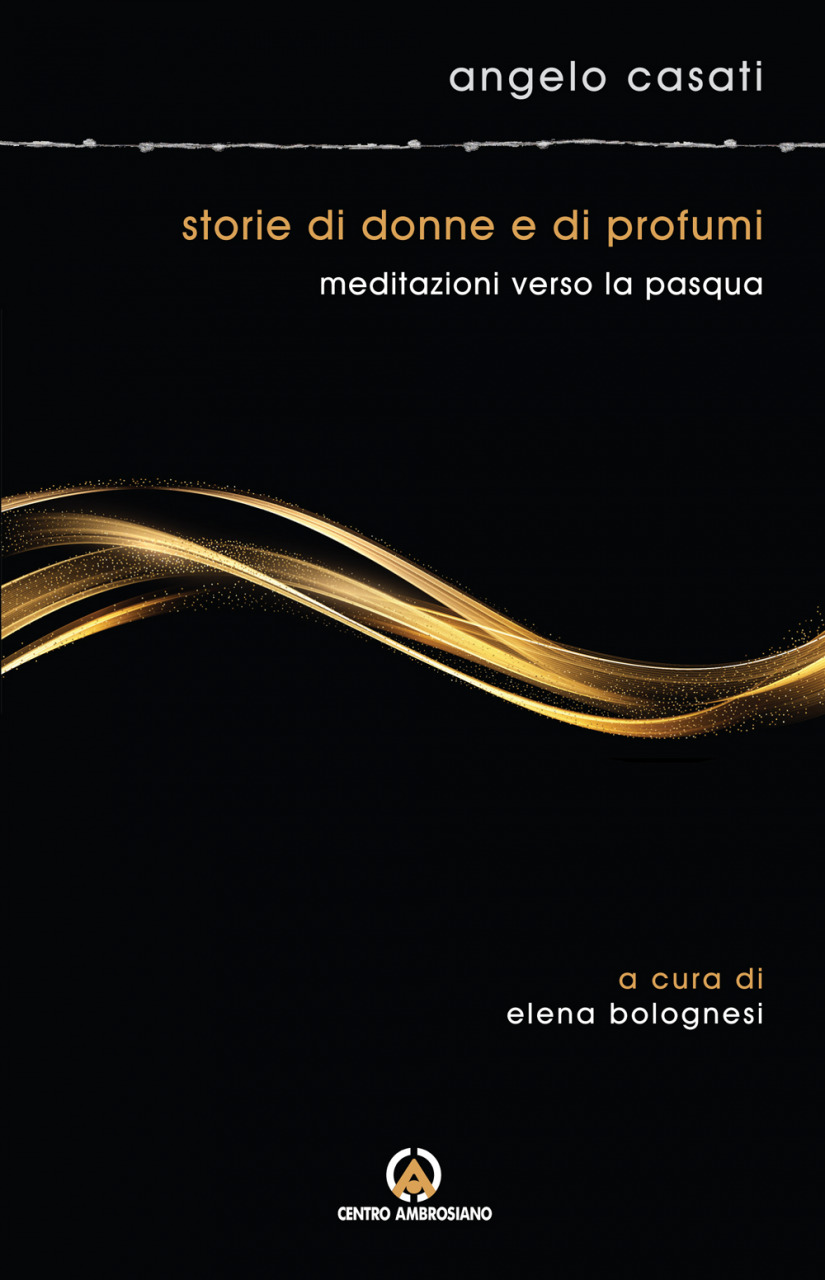 angelo casati
storie di donne e di profumi
meditazioni verso la pasqua
a cura di
elena bolognesi
CENTRO AMBROSIANO